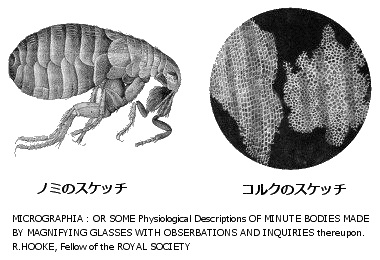 ノミのスケッチ
コルクのスケッチ
MICROGRAPHIA : OR SOME Physiological Descriptions OF MINUTE BODIES MADE
BY MAGNIFYING GLASSES WITH OBSERBATIONS AND INQUIRIES thereupon.
R.HOOKE, Fellow of the ROYAL SOCIETY